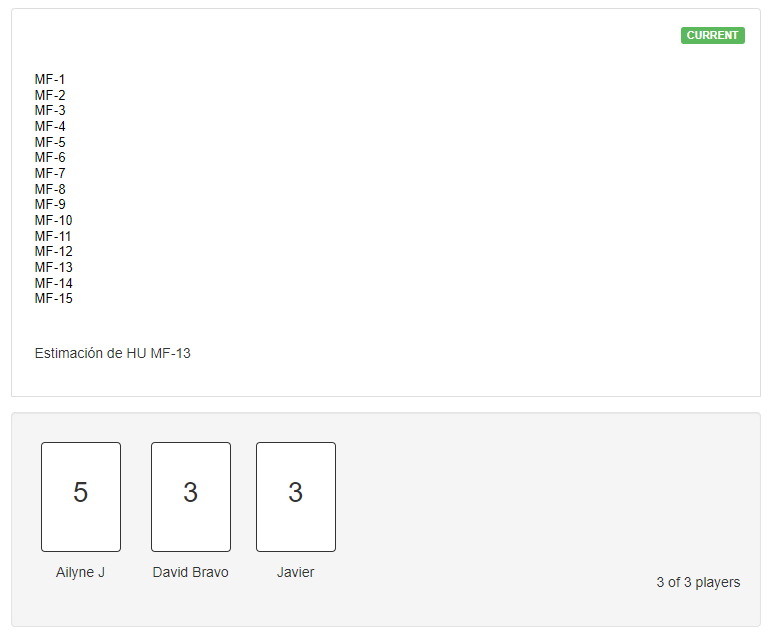 CURRENT
MF-1
MF-2
MF-3
MF-4
MF-5
MF-6
MF-7
MF-8
MF-9
MF-10
MF-11
MF-12
MF-13
MF-14
MF-15
Estimación de HU MF-13
5 3 3
Ailyne J David Bravo Javier
3 of 3 players